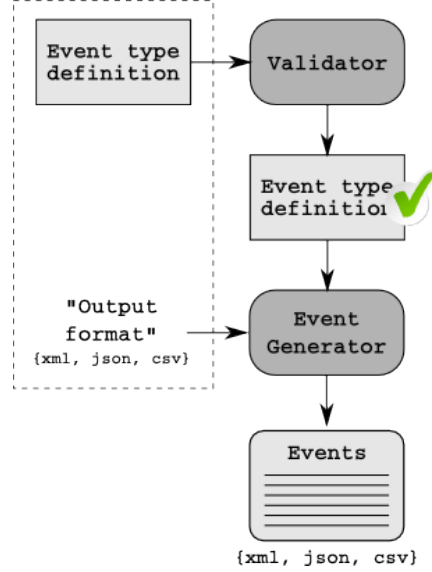 Event type
definition
Validator
Event type
definition
"Output
format"
{xml, json, csv}
Event
Generator
Events
{xml, json, csv}